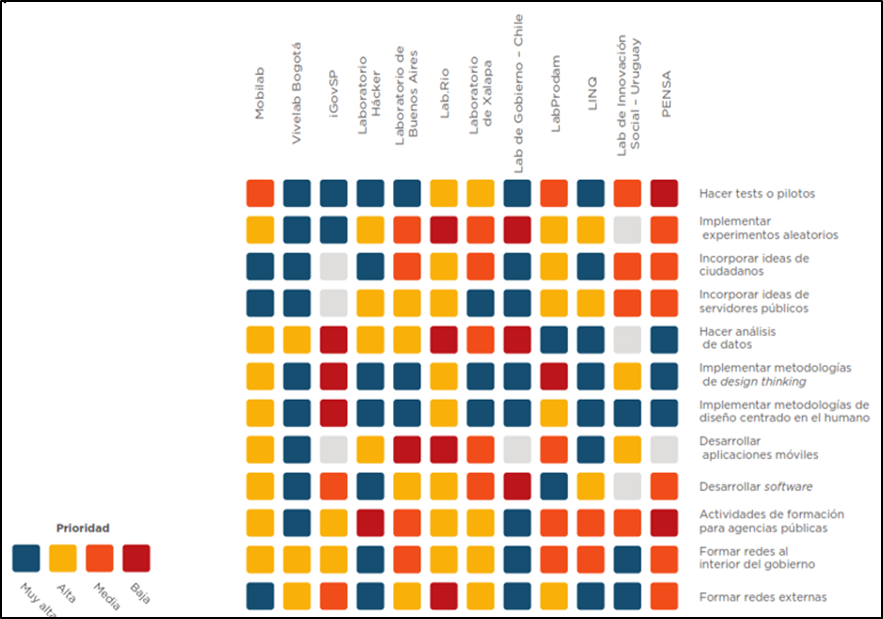 Mobilab
Vivelab Bogotá
iGovSP
Laboratorio
Hácker
Laboratorio de
Buenos Aires
Lab.Rio
Laboratorio
de Xalapa
Lab de Gobierno – Chile
LabProdam
LINQ
Lab de Innovación
Social – Uruguay
PENSA
Hacer tests o pilotos
Implementar
experimentos aleatorios
Incorporar ideas de
ciudadanos
Incorporar ideas de
servidores públicos
Hacer análisis
de datos
Implementar metodologías
de design thinking
Implementar metodologías de
diseño centrado en el humano
Desarrollar
aplicaciones móviles
Desarrollar software
Actividades de formación
para agencias públicas
Formar redes al
interior del gobierno
Formar redes externas
Prioridad
Muy alta
Alta
Media
Baja